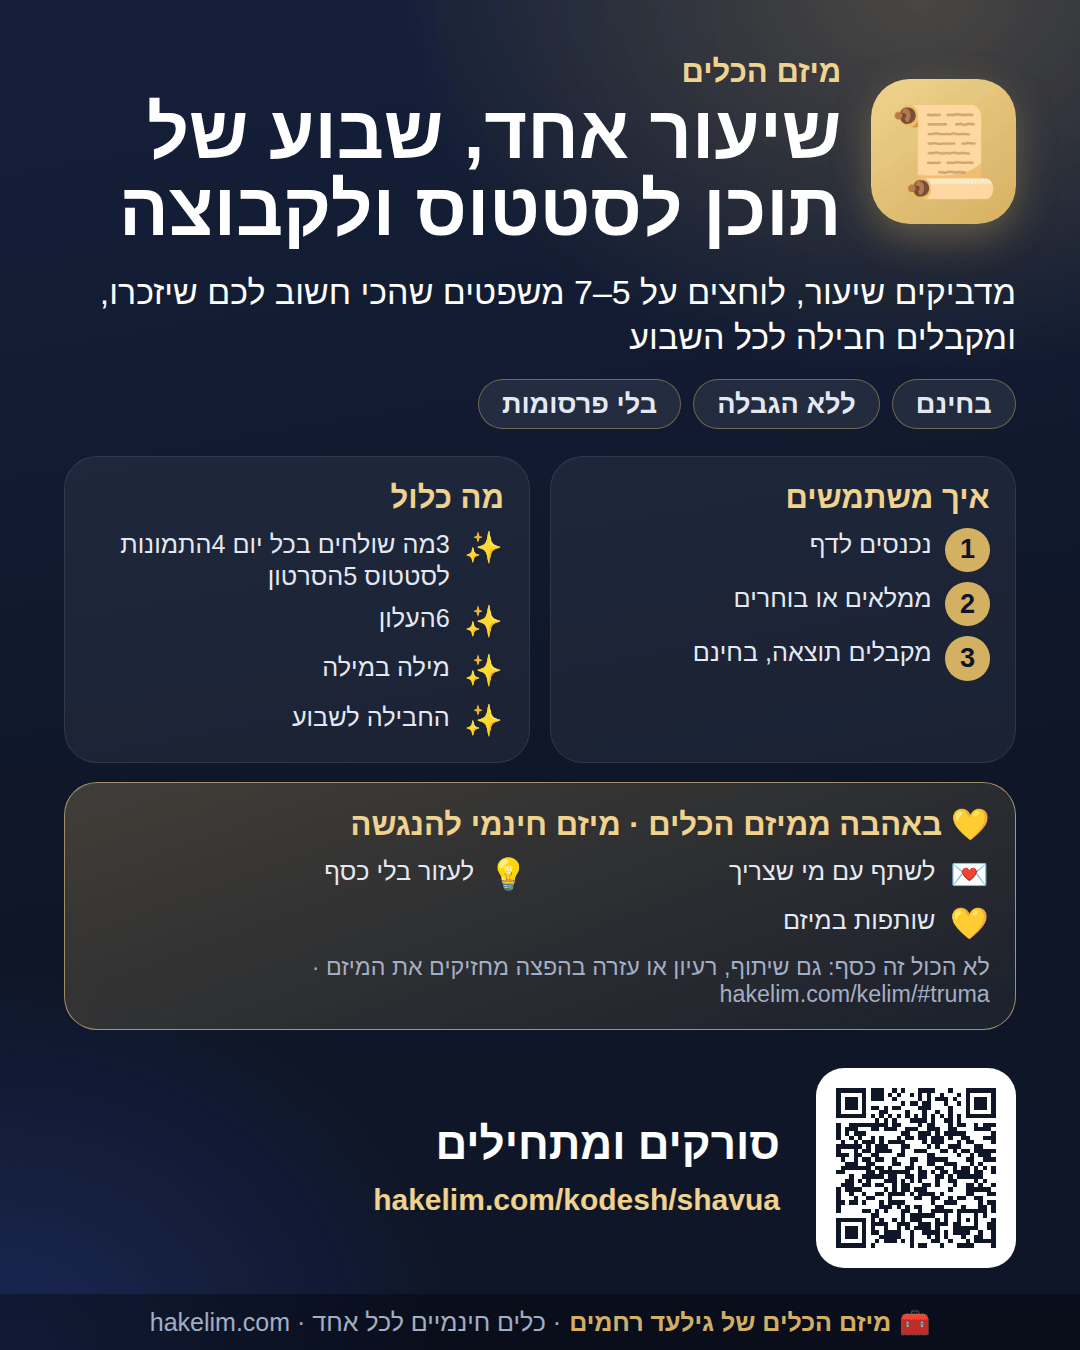 מיזם הכלים
שיעור אחד, שבוע של
תוכן לסטטוס ולקבוצה
מדביקים שיעור, לוחצים על 5–7 משפטים שהכי חשוב לכם שיזכרו,
ומקבלים חבילה לכל השבוע
בחינם
ללא הגבלה
בלי פרסומות
איך משתמשים
1 נכנסים לדף
2 ממלאים או בוחרים
3 מקבלים תוצאה, בחינם
מה כלול
3מה שולחים בכל יום 4התמונות
לסטטוס 5הסרטון
6העלון
מילה במילה
החבילה לשבוע
באהבה ממיזם הכלים · מיזם חינמי להנגשה
לשתף עם מי שצריך
לעזור בלי כסף
שותפות במיזם
לא הכול זה כסף: גם שיתוף, רעיון או עזרה בהפצה מחזיקים את המיזם ·
hakelim.com/kelim/#truma
סורקים ומתחילים
hakelim.com/kodesh/shavua
מיזם הכלים של גילעד רחמים · כלים חינמיים לכל אחד · hakelim.com